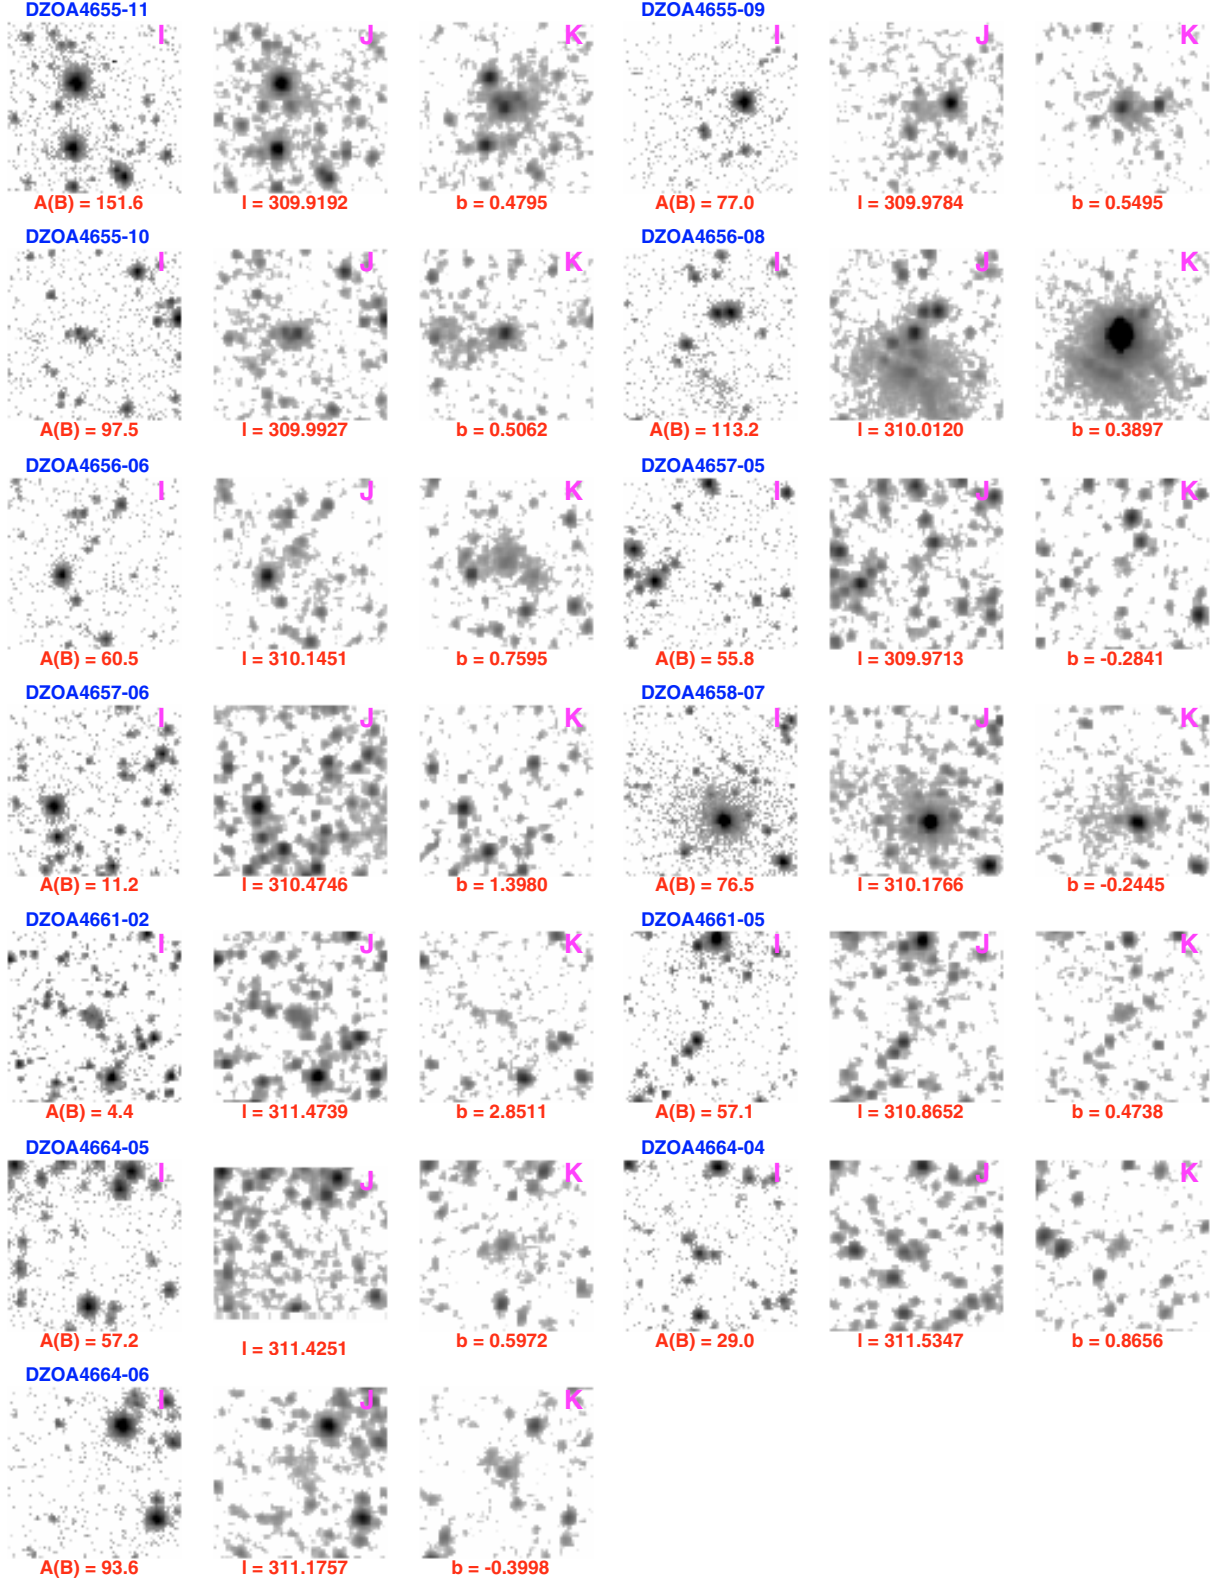 DZOA4655-11 DZOA4655-09
I J K I J K
A(B) = 151.6 l = 309.9192 b = 0.4795 A(B) = 77.0 l = 309.9784 b = 0.5495
DZOA4655-10 DZOA4656-08
I J K I J K
A(B) = 97.5 l = 309.9927 b = 0.5062 A(B) = 113.2 l = 310.0120 b = 0.3897
DZOA4656-06 DZOA4657-05
I J K I J K
A(B) = 60.5 l = 310.1451 b = 0.7595 A(B) = 55.8 l = 309.9713 b = -0.2841
DZOA4657-06 DZOA4658-07
I J K I J K
A(B) = 11.2 l = 310.4746 b = 1.3980 A(B) = 76.5 l = 310.1766 b = -0.2445
DZOA4661-02 DZOA4661-05
I J K I J K
A(B) = 4.4 l = 311.4739 b = 2.8511 A(B) = 57.1 l = 310.8652 b = 0.4738
DZOA4664-05 DZOA4664-04
I J K I J K
A(B) = 57.2 l = 311.4251 b = 0.5972 A(B) = 29.0 l = 311.5347 b = 0.8656
DZOA4664-06
I J K
A(B) = 93.6 l = 311.1757 b = -0.3998